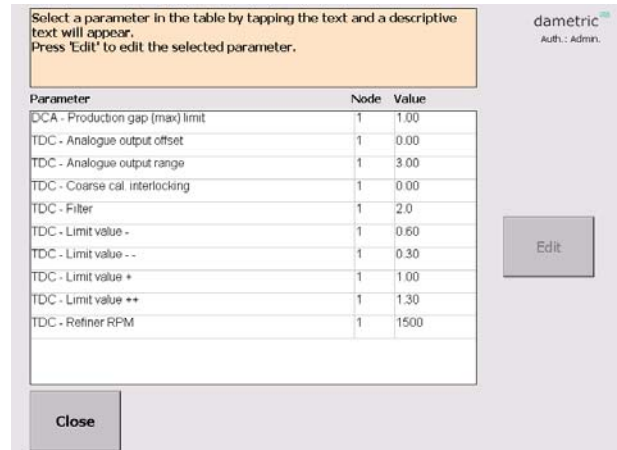 Select a parameter in the table by tapping the text and a descriptive
text will appear.
Press 'Edit' to edit the selected parameter.
dametric
Auth.: Admin.
Parameter Node Value
DCA - Production gap (max) limit 1 1.00
TDC - Analogue output offset 1 0.00
TDC - Analogue output range 1 3.00
TDC - Coarse cal. interlocking 1 0.00
TDC - Filter 1 2.0
TDC - Limit value - 1 0.60
TDC - Limit value - - 1 0.30
TDC - Limit value + 1 1.00
TDC - Limit value ++ 1 1.30
TDC - Refiner RPM 1 1500
Edit
Close